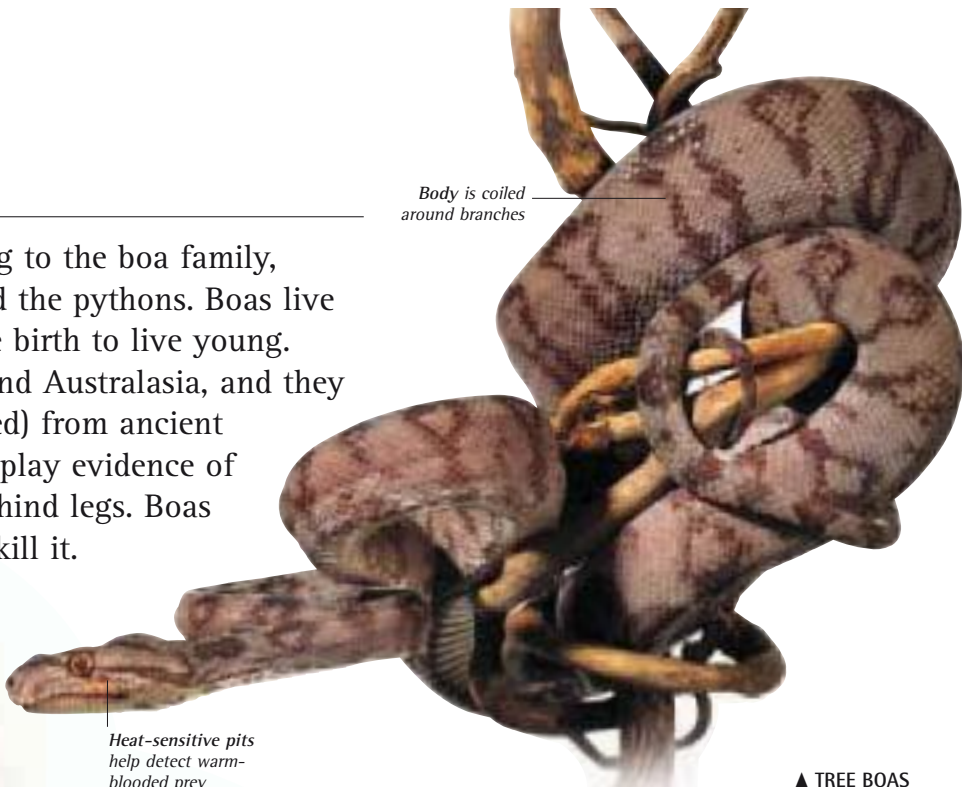 Body is coiled
around branches
g to the boa family,
d the pythons. Boas live
e birth to live young.
nd Australasia, and they
ed) from ancient
play evidence of
hind legs. Boas
kill it.
Heat-sensitive pits
help detect warm-
blooded prey
▲ TREE BOAS